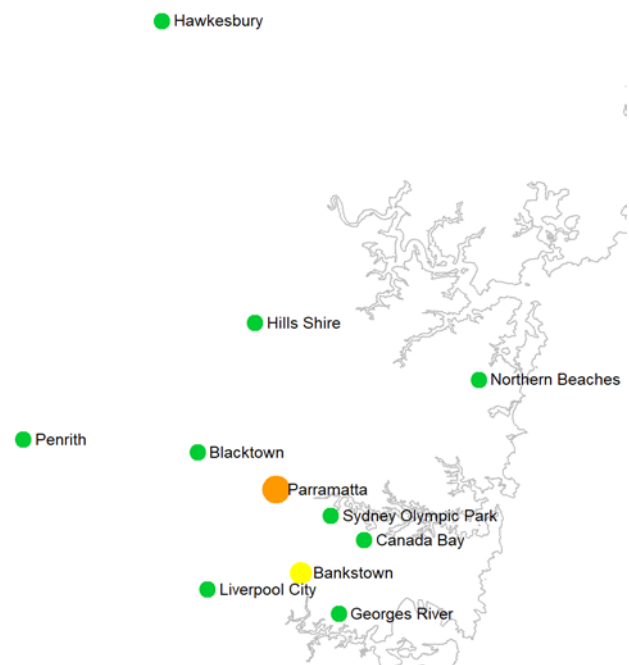 Hawkesbury
Hills Shire
Northern Beaches
Penrith
Blacktown
Parramatta
Sydney Olympic Park
Canada Bay
Bankstown
Liverpool City
Georges River